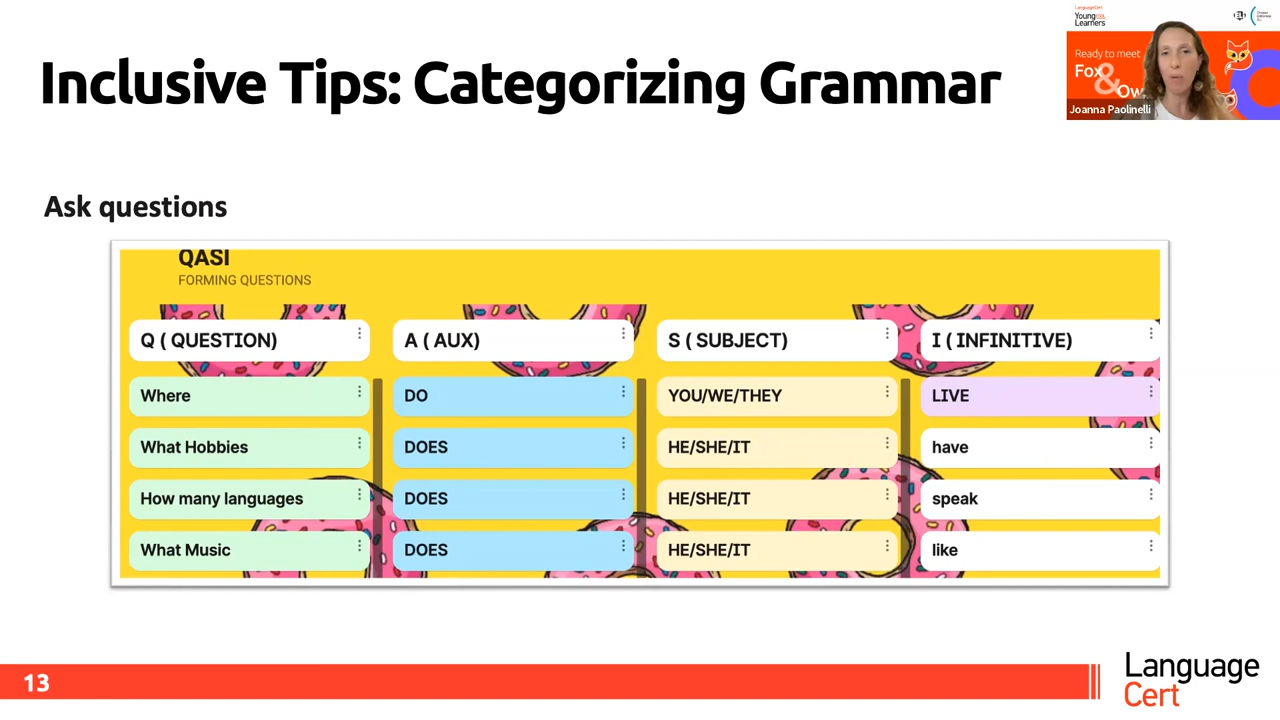 Inclusive Tips: Categorizing Grammar
LanguageCert
Young
Learners
Ready to meet
Fox
&
Ow
Joanna Paolinelli
Ask questions
QASI
FORMING QUESTIONS
Q ( QUESTION) A ( AUX) S ( SUBJECT) I ( INFINITIVE)
Where DO YOU/WE/THEY LIVE
What Hobbies DOES HE/SHE/IT have
How many languages DOES HE/SHE/IT speak
What Music DOES HE/SHE/IT like
13
Language
Cert